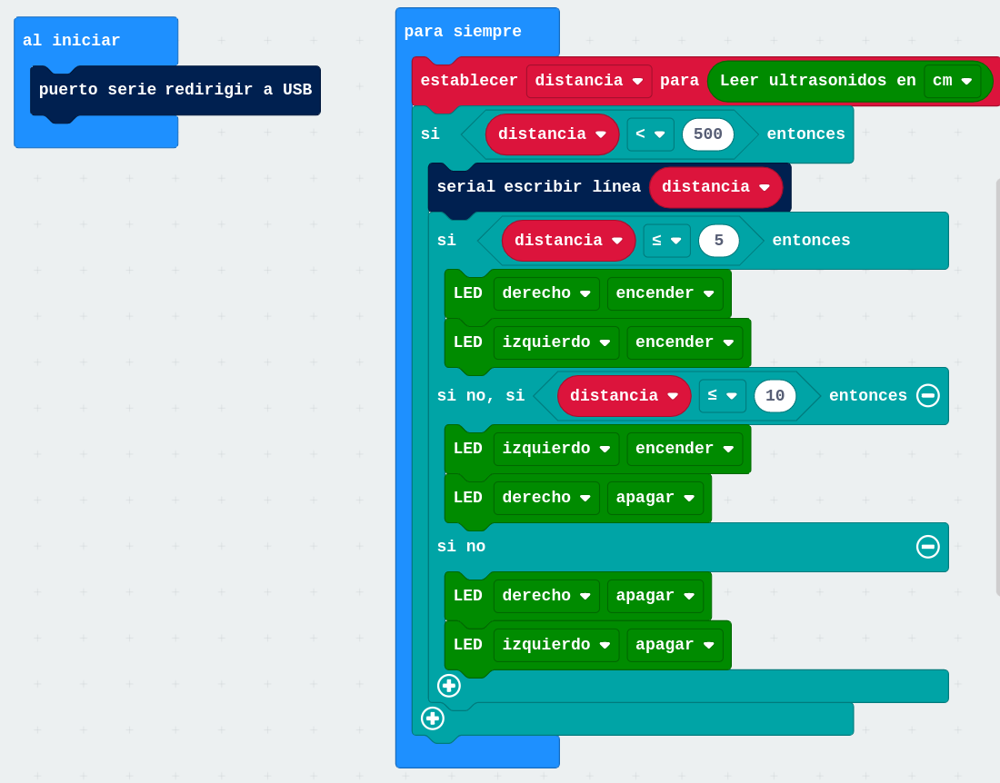 al iniciar
puerto serie redirigir a USB
para siempre
establecer distancia para Leer ultrasonidos en cm
si distancia < 500 entonces
serial escribir línea distancia
si distancia ≤ 5 entonces
LED derecho encender
LED izquierdo encender
si no, si distancia ≤ 10 entonces
LED izquierdo encender
LED derecho apagar
si no
LED derecho apagar
LED izquierdo apagar